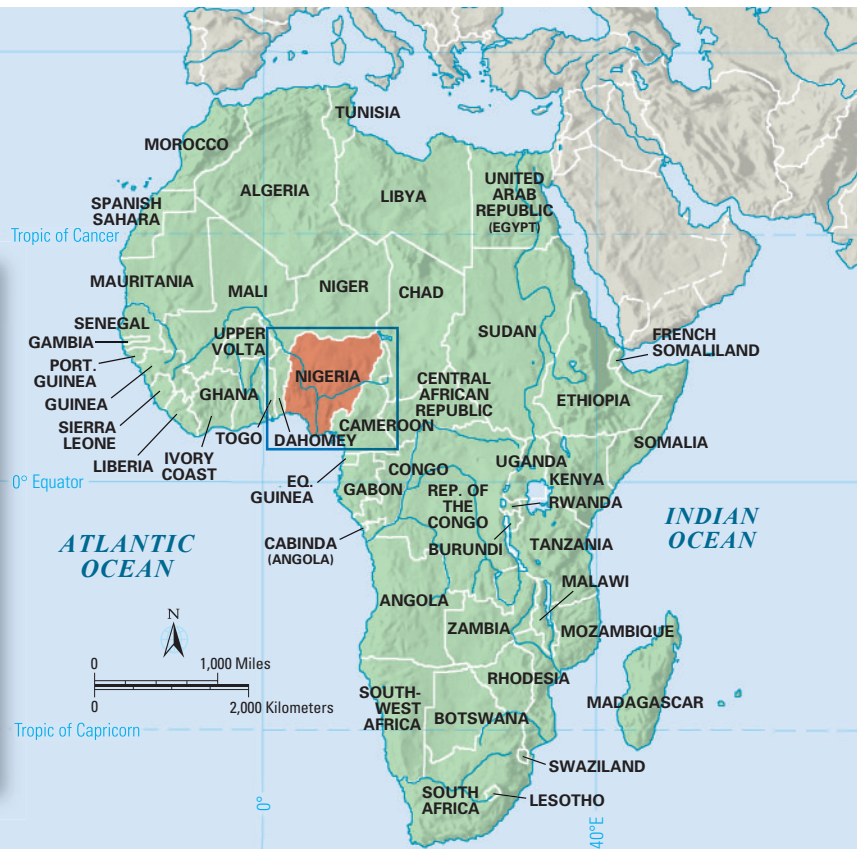 TUNISIA
MOROCCO
ALGERIA
LIBYA
UNITED
ARAB
REPUBLIC
(EGYPT)
SPANISH
SAHARA
Tropic of Cancer
MAURITANIA
MALI
NIGER
CHAD
SUDAN
SENEGAL
GAMBIA
PORT.
GUINEA
GUINEA
SIERRA
LEONE
LIBERIA
IVORY
COAST
GHANA
UPPER
VOLTA
TOGO
DAHOMEY
NIGERIA
CAMEROON
CENTRAL
AFRICAN
REPUBLIC
FRENCH
SOMALILAND
ETHIOPIA
SOMALIA
0° Equator
EQ.
GUINEA
GABON
CONGO
REP. OF
THE
CONGO
UGANDA
KENYA
RWANDA
BURUNDI
TANZANIA
CABINDA
(ANGOLA)
ATLANTIC
OCEAN
INDIAN
OCEAN
ANGOLA
ZAMBIA
MALAWI
MOZAMBIQUE
N
0
1,000 Miles
0
2,000 Kilometers
RHODESIA
SOUTH-
WEST
AFRICA
BOTSWANA
MADAGASCAR
Tropic of Capricorn
SWAZILAND
SOUTH
AFRICA
LESOTHO
0°
40°E